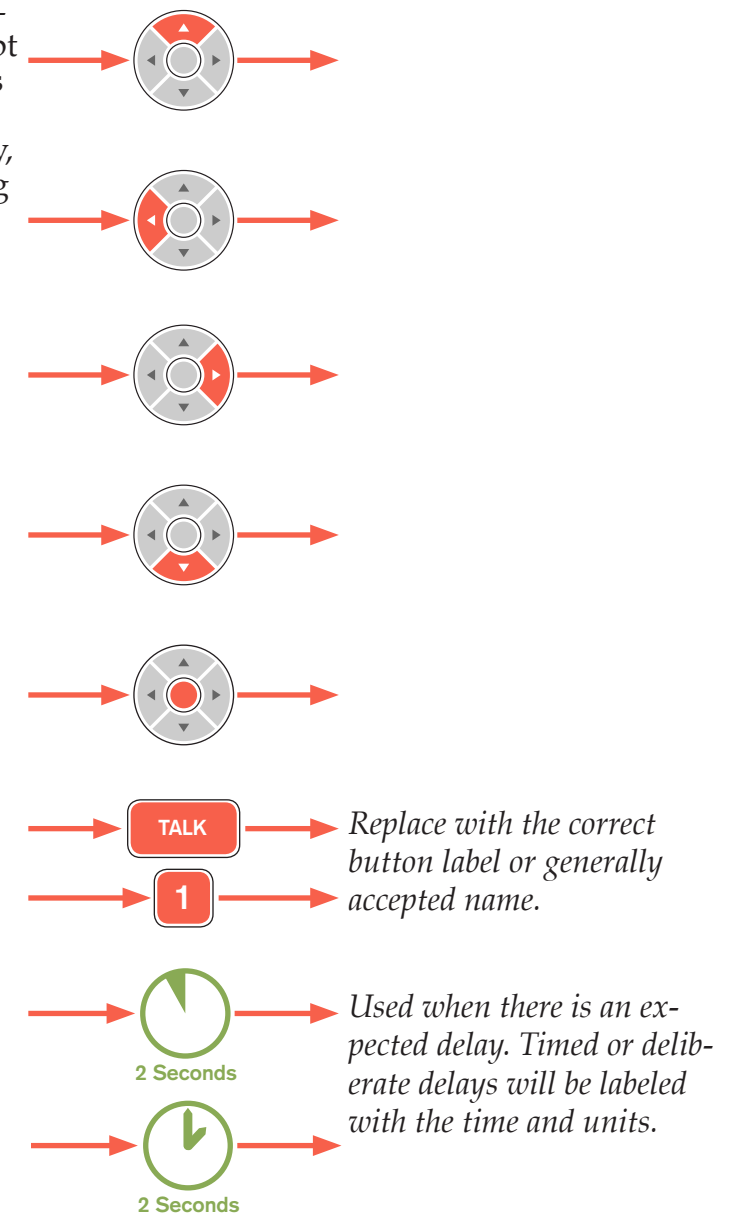 TALK
Replace with the correct
button label or generally
accepted name.
1
Used when there is an ex-
pected delay. Timed or delib-
erate delays will be labeled
with the time and units.
2 Seconds
2 Seconds